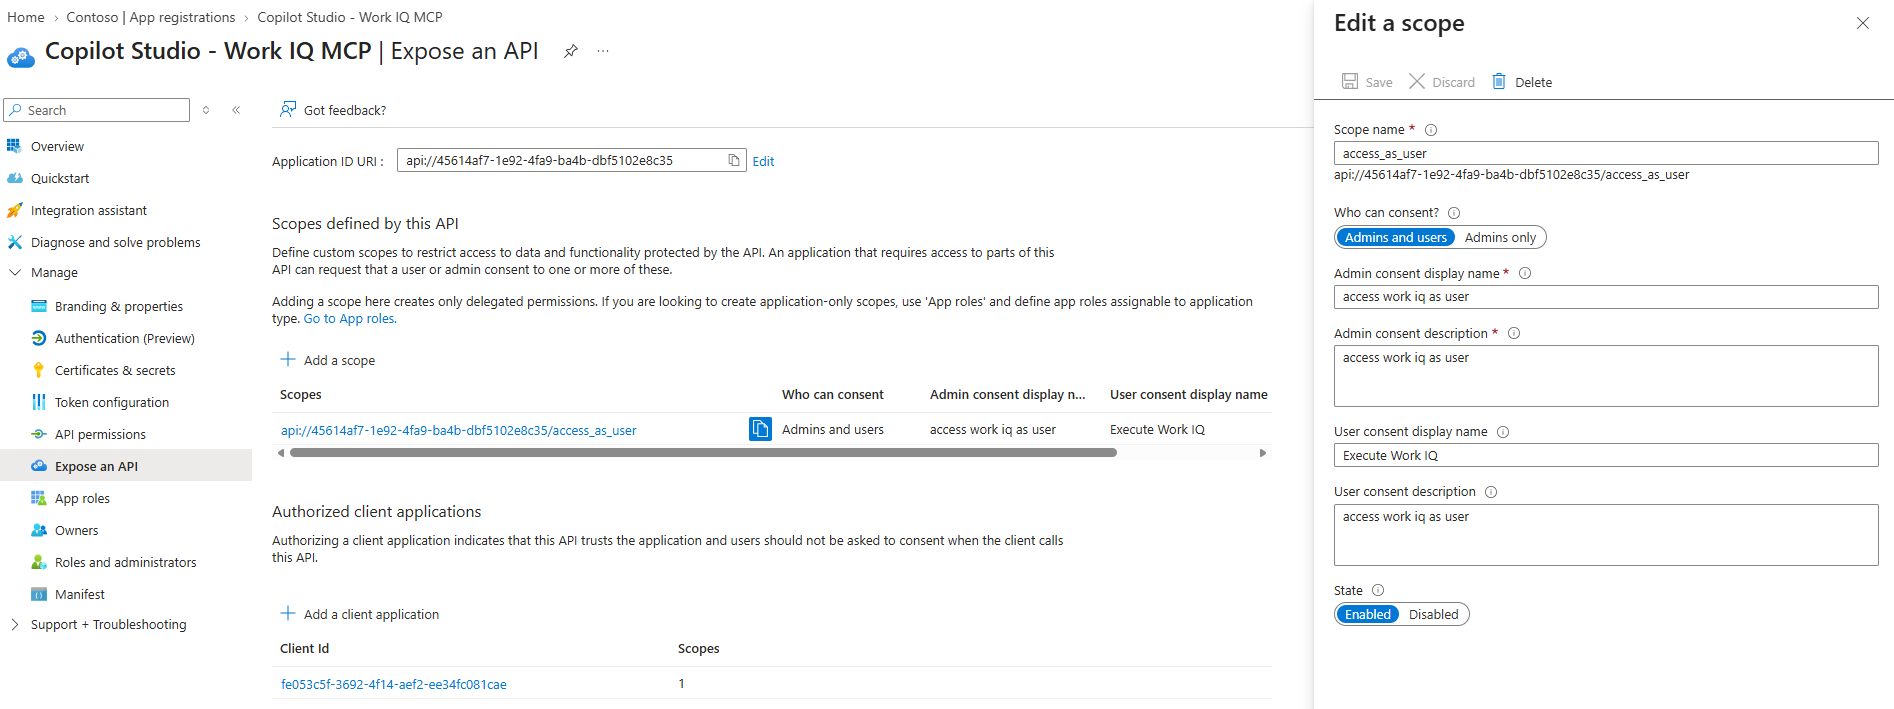 Home > Contoso | App registrations > Copilot Studio - Work IQ MCP
Copilot Studio - Work IQ MCP | Expose an API
Search
Overview
Quickstart
Integration assistant
Diagnose and solve problems
Manage
Branding & properties
Authentication (Preview)
Certificates & secrets
Token configuration
API permissions
Expose an API
App roles
Owners
Roles and administrators
Manifest
Support + Troubleshooting
Got feedback?
Application ID URI :
api://45614af7-1e92-4fa9-ba4b-dbf5102e8c35
Edit
Scopes defined by this API
Define custom scopes to restrict access to data and functionality protected by the API. An application that requires access to parts of this
API can request that a user or admin consent to one or more of these.
Adding a scope here creates only delegated permissions. If you are looking to create application-only scopes, use 'App roles' and define app roles assignable to application
type. Go to App roles.
Add a scope
Scopes Who can consent Admin consent display n... User consent display name
api://45614af7-1e92-4fa9-ba4b-dbf5102e8c35/access_as_user Admins and users access work iq as user Execute Work IQ
Authorized client applications
Authorizing a client application indicates that this API trusts the application and users should not be asked to consent when the client calls
this API.
Add a client application
Client Id Scopes
fe053c5f-3692-4f14-aef2-ee34fc081cae 1
Edit a scope
Save Discard Delete
Scope name *
access_as_user
api://45614af7-1e92-4fa9-ba4b-dbf5102e8c35/access_as_user
Who can consent?
Admins and users Admins only
Admin consent display name *
access work iq as user
Admin consent description *
access work iq as user
User consent display name
Execute Work IQ
User consent description
access work iq as user
State
Enabled Disabled